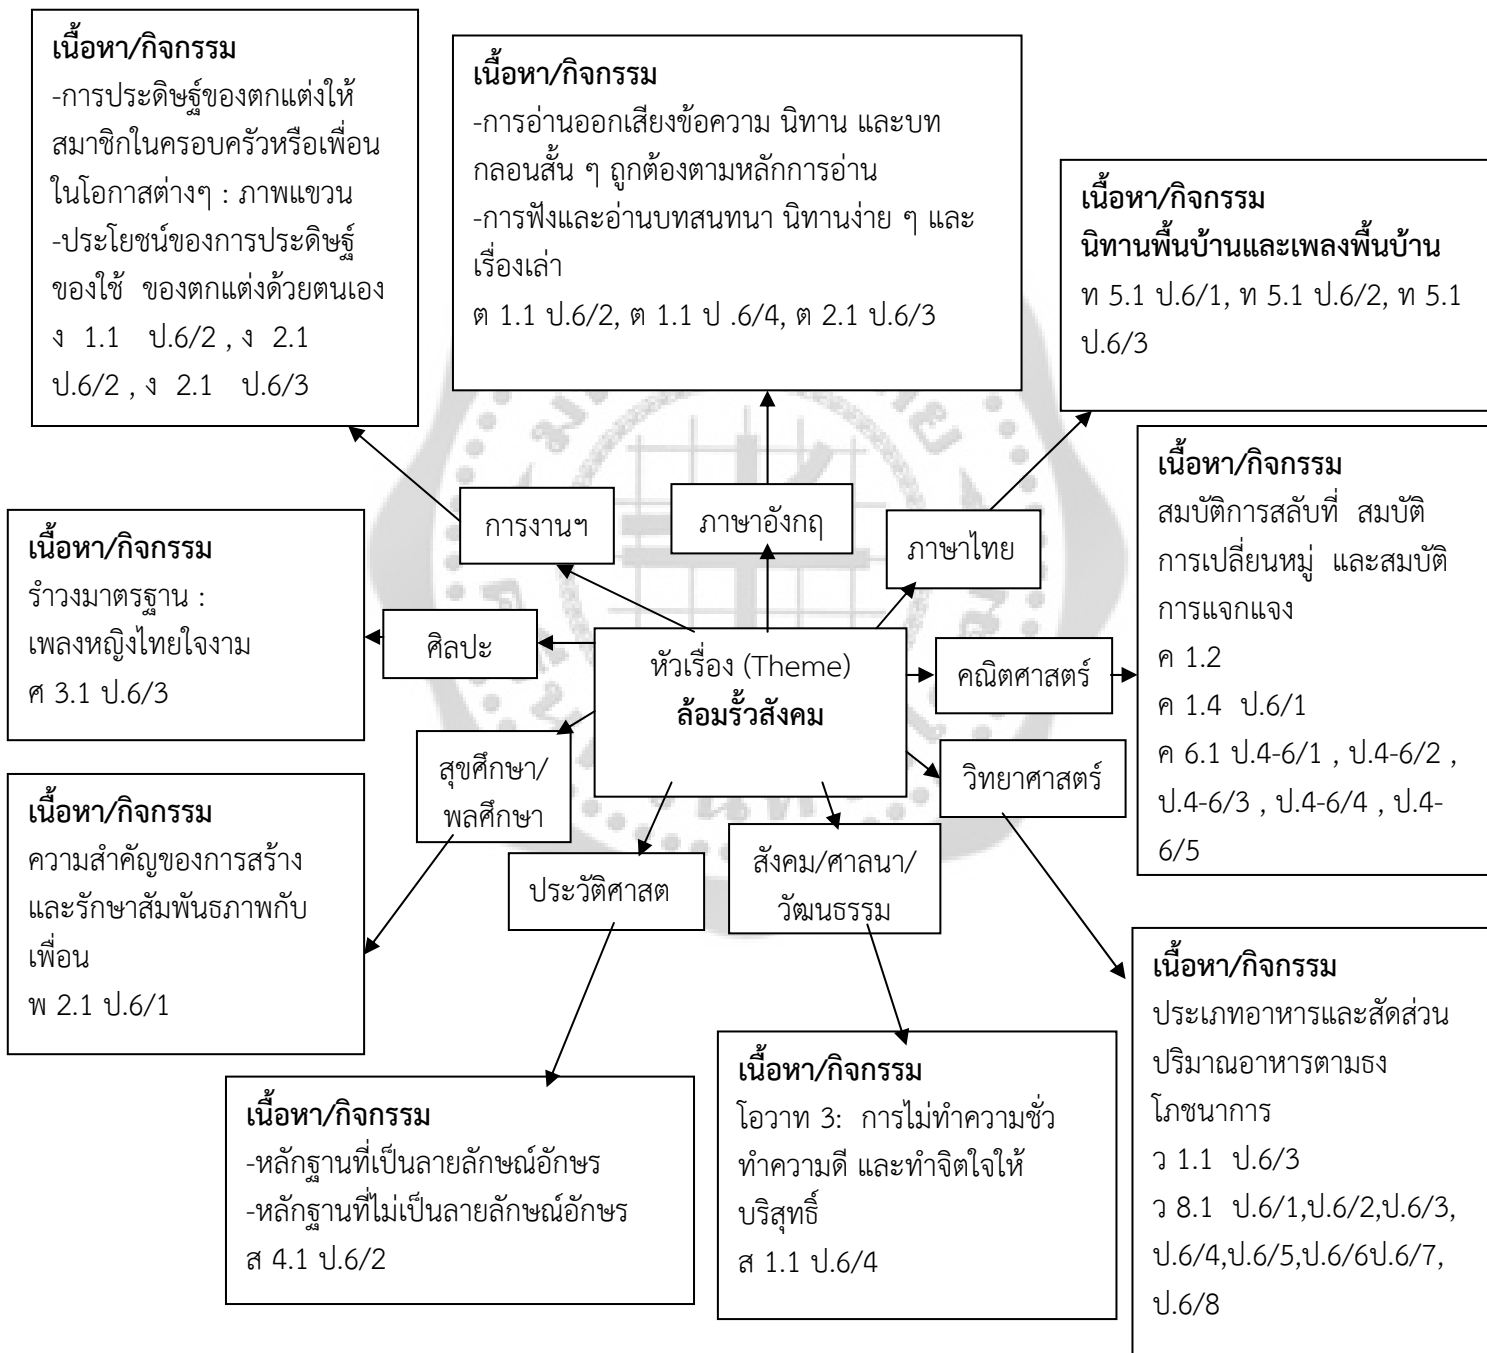 เนื้อหา/กิจกรรม
-การประดิษฐ์ของตกแต่งให้
สมาชิกในครอบครัวหรือเพื่อน
ในโอกาสต่างๆ : ภาพแขวน
-ประโยชน์ของการประดิษฐ์
ของใช้ ของตกแต่งด้วยตนเอง
ง 1.1 ป.6/2 , ง 2.1
ป.6/2 , ง 2.1 ป.6/3
เนื้อหา/กิจกรรม
-การอ่านออกเสียงข้อความ นิทาน และบท
กลอนสั้น ๆ ถูกต้องตามหลักการอ่าน
-การฟังและอ่านบทสนทนา นิทานง่าย ๆ และ
เรื่องเล่า
ต 1.1 ป.6/2, ต 1.1 ป .6/4, ต 2.1 ป.6/3
เนื้อหา/กิจกรรม
นิทานพื้นบ้านและเพลงพื้นบ้าน
ท 5.1 ป.6/1, ท 5.1 ป.6/2, ท 5.1
ป.6/3
การงานฯ
ภาษาอังกฤ
ภาษาไทย
เนื้อหา/กิจกรรม
สมบัติการสลับที่ สมบัติ
การเปลี่ยนหมู่ และสมบัติ
การแจกแจง
ค 1.2
ค 1.4 ป.6/1
ค 6.1 ป.4-6/1 , ป.4-6/2 ,
ป.4-6/3 , ป.4-6/4 , ป.4-
6/5
เนื้อหา/กิจกรรม
รำวงมาตรฐาน :
เพลงหญิงไทยใจงาม
ศ 3.1 ป.6/3
ศิลปะ
หัวเรื่อง (Theme)
ล้อมรั้วสังคม
คณิตศาสตร์
สุขศึกษา/
พลศึกษา
วิทยาศาสตร์
เนื้อหา/กิจกรรม
ความสำคัญของการสร้าง
และรักษาสัมพันธภาพกับ
เพื่อน
พ 2.1 ป.6/1
ประวัติศาสต
สังคม/ศาลนา/
วัฒนธรรม
เนื้อหา/กิจกรรม
-หลักฐานที่เป็นลายลักษณ์อักษร
-หลักฐานที่ไม่เป็นลายลักษณ์อักษร
ส 4.1 ป.6/2
เนื้อหา/กิจกรรม
โอวาท 3: การไม่ทำความชั่ว
ทำความดี และทำจิตใจให้
บริสุทธิ์
ส 1.1 ป.6/4
เนื้อหา/กิจกรรม
ประเภทอาหารและสัดส่วน
ปริมาณอาหารตามธง
โภชนาการ
ว 1.1 ป.6/3
ว 8.1 ป.6/1,ป.6/2,ป.6/3,
ป.6/4,ป.6/5,ป.6/6ป.6/7,
ป.6/8